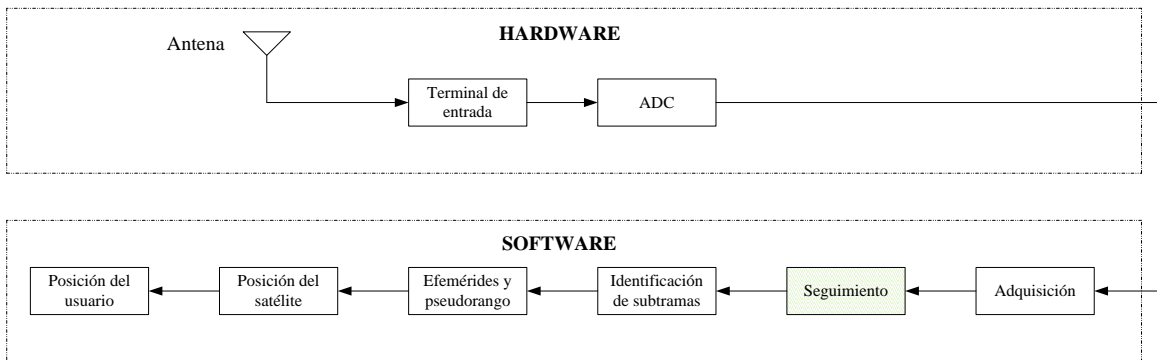 HARDWARE
Antena
Terminal de
entrada
ADC
SOFTWARE
Posición del
usuario
Posición del
satélite
Efemérides y
pseudorango
Identificación
de subtramas
Seguimiento
Adquisición